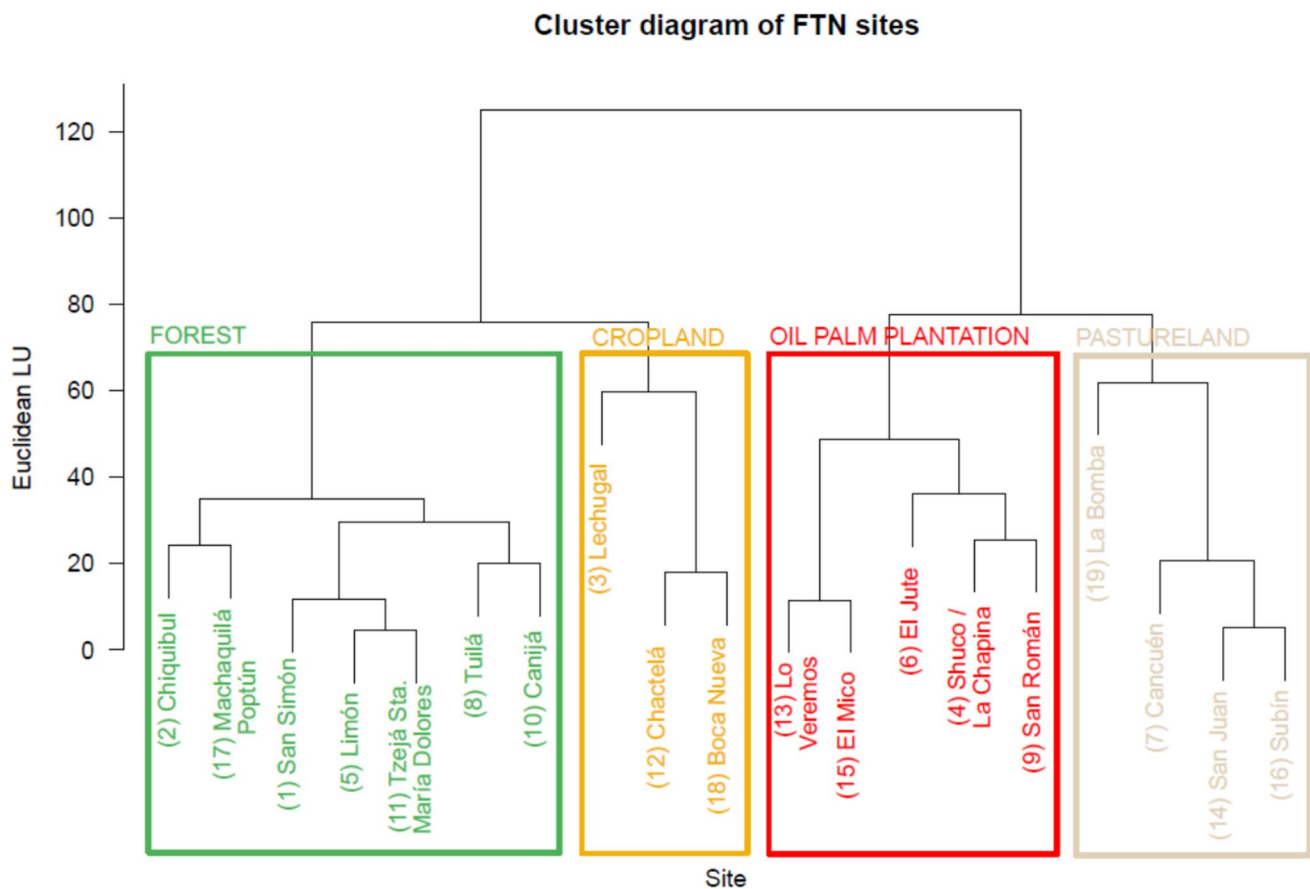 Cluster diagram of FTN sites
Euclidean LU
120
100
80
60
40
20
0
FOREST
CROPLAND
OIL PALM PLANTATION
PASTURELAND
(2) Chiquibul
(17) Machaquilá
Poptún
(1) San Simón
(5) Limón
(11) Tzejá Sta.
María Dolores
(8) Tuilá
(10) Canijá
(3) Lechugal
(12) Chactelá
(18) Boca Nueva
(13) Lo
Veremos
(15) El Mico
(6) El Jute
(4) Shuco /
La Chapina
(9) San Román
(19) La Bomba
(7) Cancuén
(14) San Juan
(16) Subín
Site